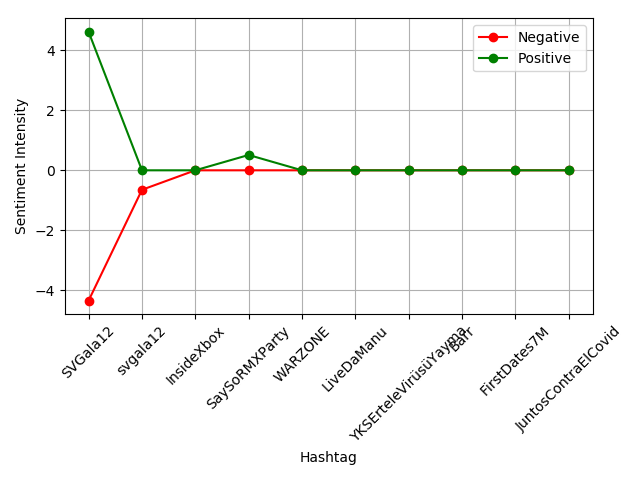 Negative
Positive
Sentiment Intensity
4
2
0
−2
−4
SVGala12
svgala12
InsideXbox
SaySoRMXParty
WARZONE
LiveDaManu
YKSErteleVirüsüYayma
Barr
FirstDates7M
JuntosContraElCovid
Hashtag